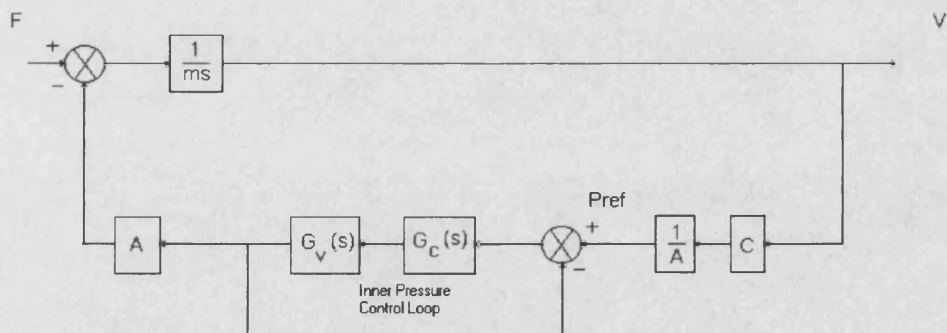 F
V
+
−
1
ms
Pref
+
−
A
G_v(s)
G_c(s)
1
A
C
Inner Pressure
Control Loop